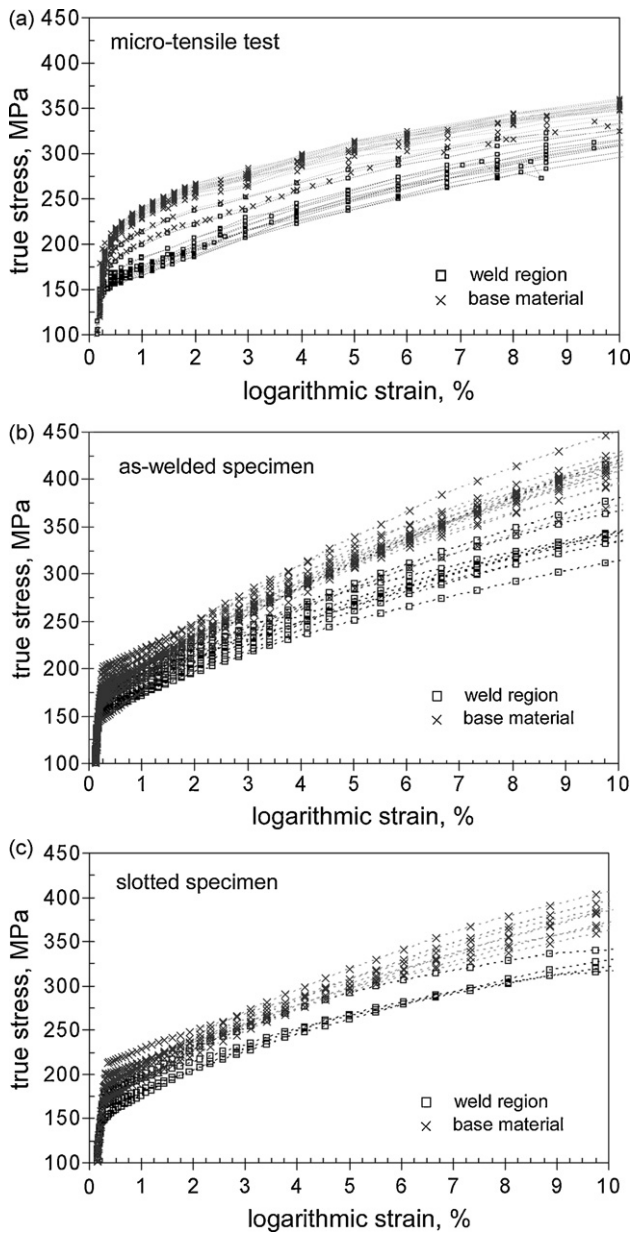 (a)
micro-tensile test
true stress, MPa
450
400
350
300
250
200
150
100
weld region
base material
0 1 2 3 4 5 6 7 8 9 10
logarithmic strain, %
(b)
as-welded specimen
true stress, MPa
450
400
350
300
250
200
150
100
weld region
base material
0 1 2 3 4 5 6 7 8 9 10
logarithmic strain, %
(c)
slotted specimen
true stress, MPa
450
400
350
300
250
200
150
100
weld region
base material
0 1 2 3 4 5 6 7 8 9 10
logarithmic strain, %